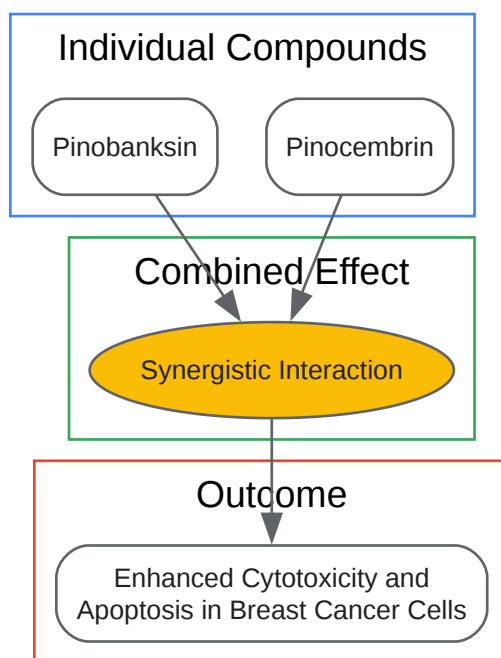 Individual Compounds
Pinobanksin
Pinocembrin
Combined Effect
Synergistic Interaction
Outcome
Enhanced Cytotoxicity and
Apoptosis in Breast Cancer Cells